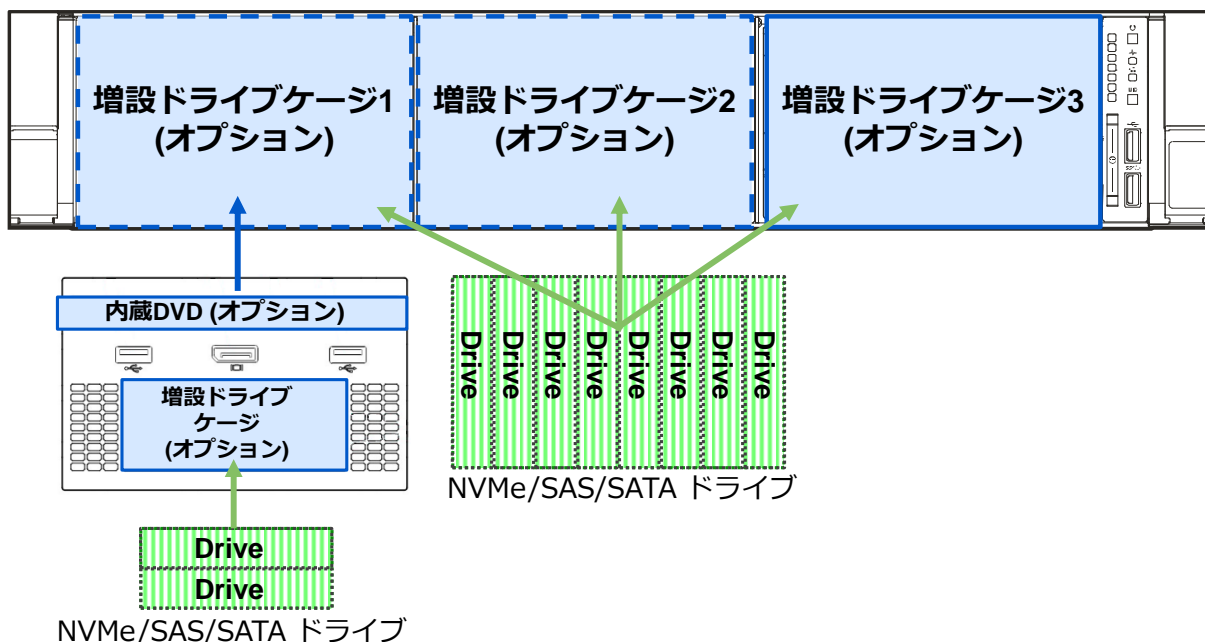 増設ドライブケージ1
(オプション)
増設ドライブケージ2
(オプション)
増設ドライブケージ3
(オプション)
内蔵DVD (オプション)
増設ドライブ
ケージ
(オプション)
Drive
Drive
NVMe/SAS/SATA ドライブ
Drive
Drive
Drive
Drive
Drive
Drive
Drive
Drive
NVMe/SAS/SATA ドライブ